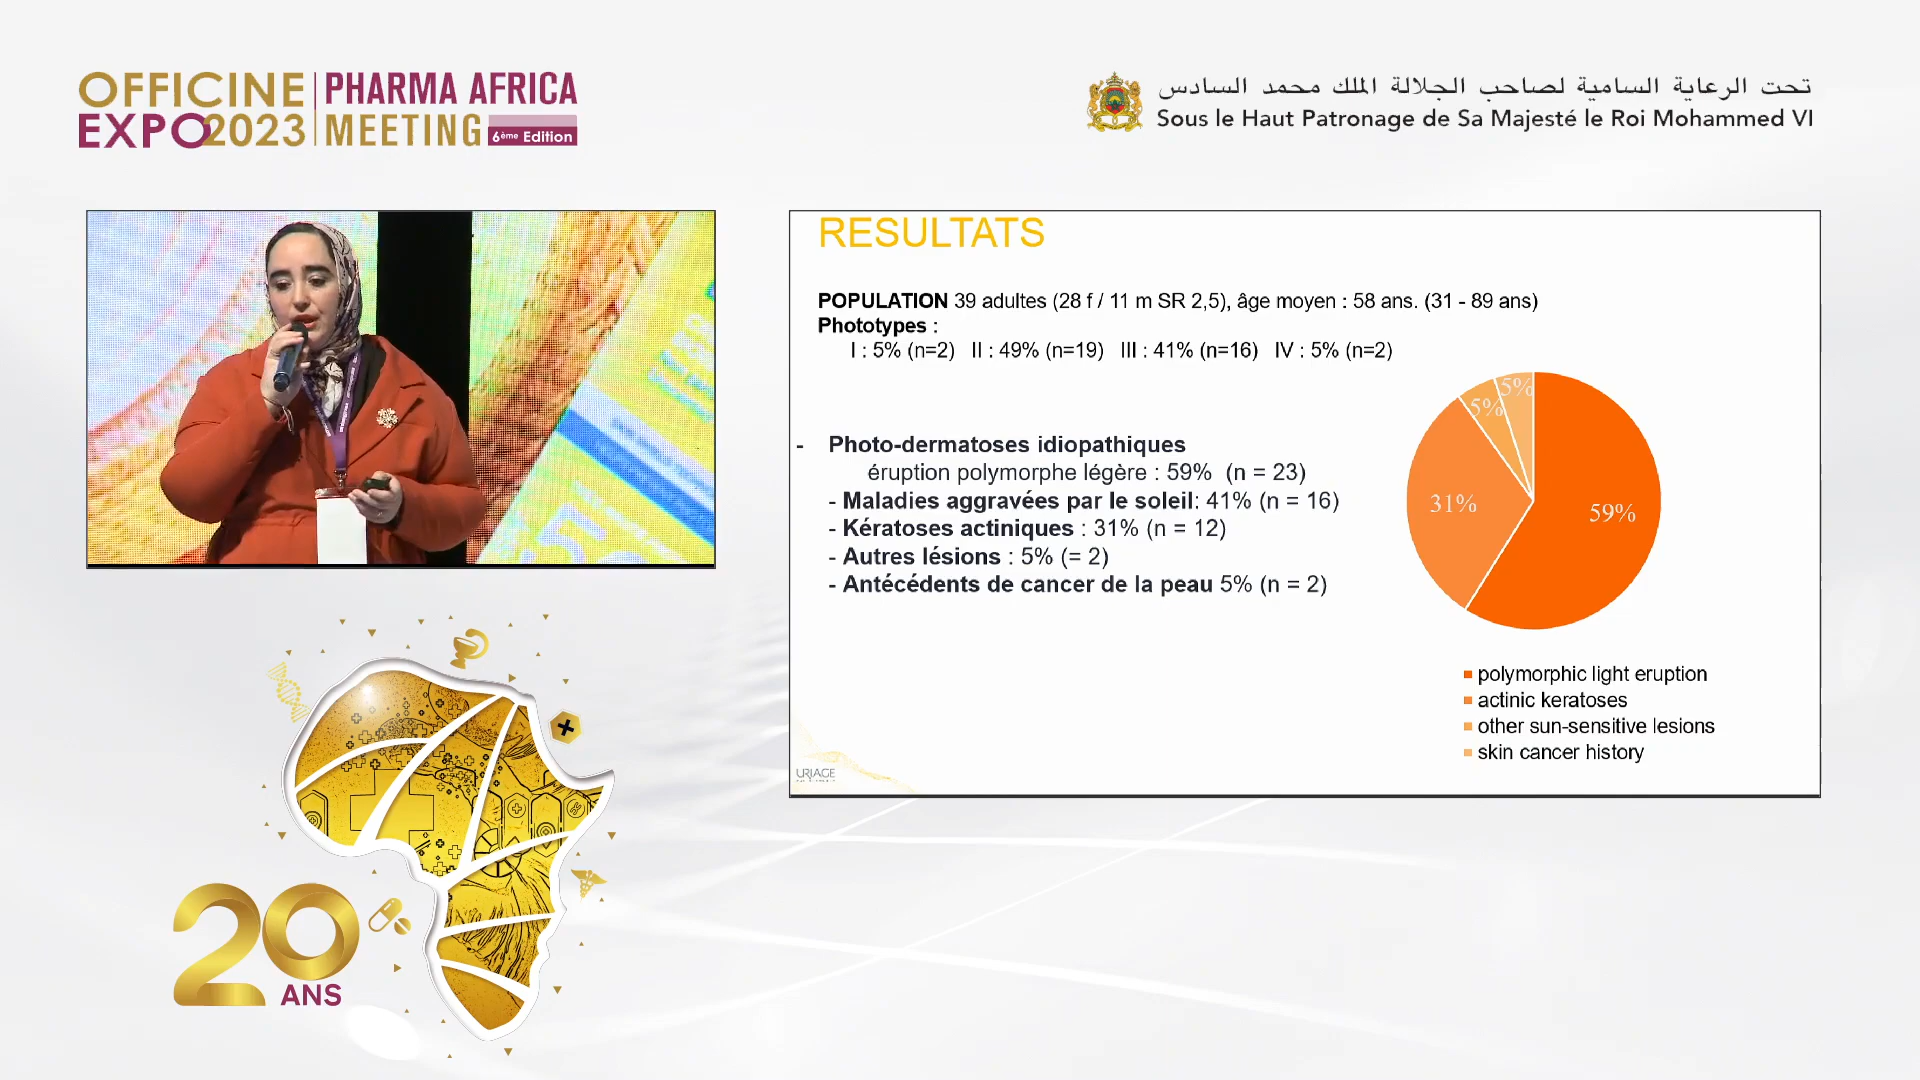 OFFICINE
EXPO2023
PHARMA AFRICA
MEETING
6ème Edition
تحت الرعاية السامية لصاحب الجلالة الملك محمد السادس
Sous le Haut Patronage de Sa Majesté le Roi Mohammed VI
RESULTATS
POPULATION 39 adultes (28 f / 11 m SR 2,5), âge moyen : 58 ans. (31 - 89 ans)
Phototypes :
I : 5% (n=2) II : 49% (n=19) III : 41% (n=16) IV : 5% (n=2)
- Photo-dermatoses idiopathiques
éruption polymorphe légère : 59% (n = 23)
- Maladies aggravées par le soleil: 41% (n = 16)
- Kératoses actiniques : 31% (n = 12)
- Autres lésions : 5% (= 2)
- Antécédents de cancer de la peau 5% (n = 2)
5%
5%
31%
59%
polymorphic light eruption
actinic keratoses
other sun-sensitive lesions
skin cancer history
URIAGE
20
ANS